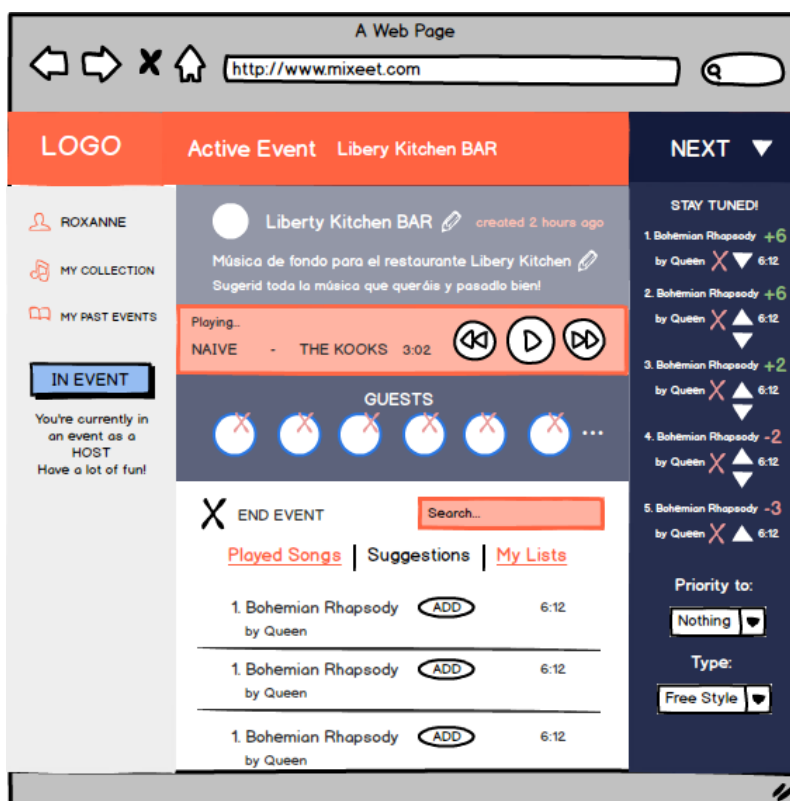 A Web Page
http://www.mixeet.com
LOGO
Active Event Libery Kitchen BAR
NEXT
ROXANNE
MY COLLECTION
MY PAST EVENTS
IN EVENT
You're currently in
an event as a
HOST
Have a lot of fun!
Liberty Kitchen BAR created 2 hours ago
Música de fondo para el restaurante Libery Kitchen
Sugerid toda la música que queráis y pasadlo bien!
Playing...
NAIVE - THE KOOKS 3:02
GUESTS
...
END EVENT
Search...
Played Songs | Suggestions | My Lists
1. Bohemian Rhapsody ADD 6:12
by Queen
1. Bohemian Rhapsody ADD 6:12
by Queen
1. Bohemian Rhapsody ADD 6:12
by Queen
STAY TUNED!
1. Bohemian Rhapsody +6
by Queen 6:12
2. Bohemian Rhapsody +6
by Queen 6:12
3. Bohemian Rhapsody +2
by Queen 6:12
4. Bohemian Rhapsody -2
by Queen 6:12
5. Bohemian Rhapsody -3
by Queen 6:12
Priority to:
Nothing
Type:
Free Style